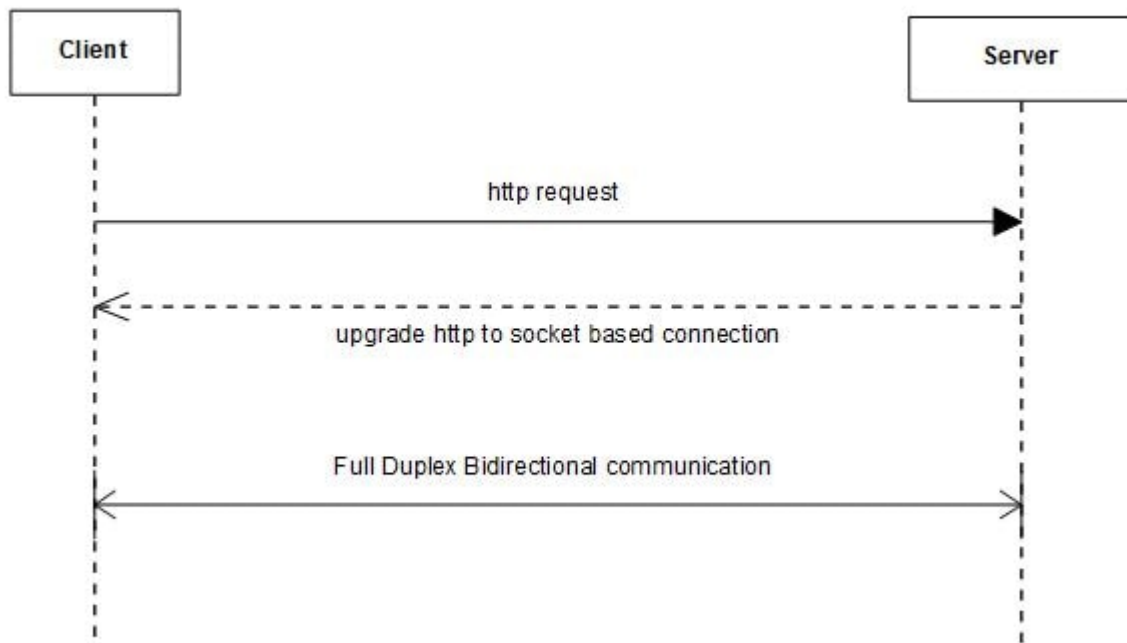 Client
Server
http request
upgrade http to socket based connection
Full Duplex Bidirectional communication